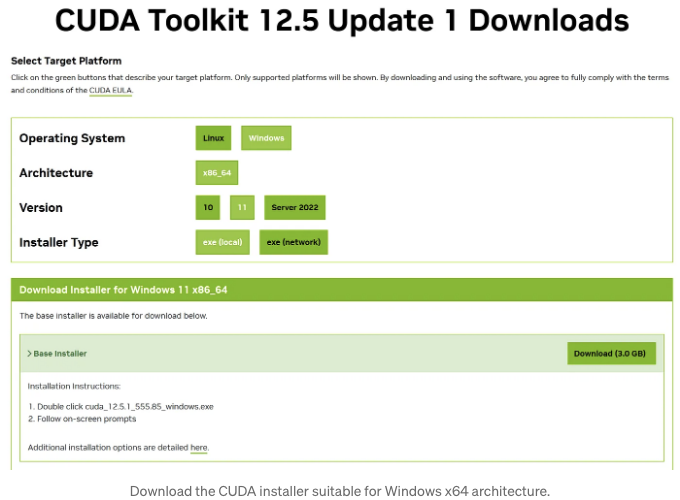 CUDA Toolkit 12.5 Update 1 Downloads
Select Target Platform
Click on the green buttons that describe your target platform. Only supported platforms will be shown. By downloading and using the software, you agree to fully comply with the terms
and conditions of the CUDA EULA.
Operating System Linux Windows
Architecture x86_64
Version 10 11 Server 2022
Installer Type exe (local) exe (network)
Download Installer for Windows 11 x86_64
The base installer is available for download below.
> Base Installer Download (3.0 GB)
Installation Instructions:
1. Double click cuda_12.5.1_555.85_windows.exe
2. Follow on-screen prompts
Additional installation options are detailed here.
Download the CUDA installer suitable for Windows x64 architecture.